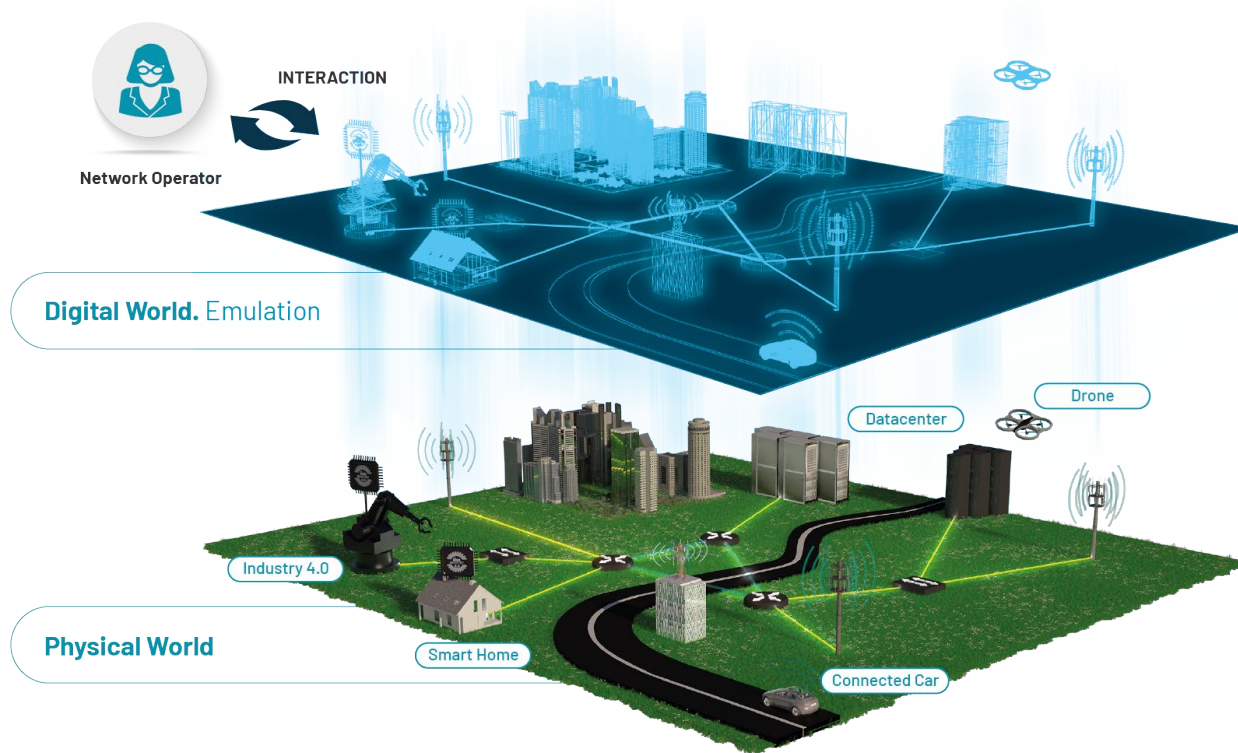 INTERACTION
Network Operator
Digital World. Emulation
Drone
Datacenter
Industry 4.0
Physical World
Smart Home
Connected Car